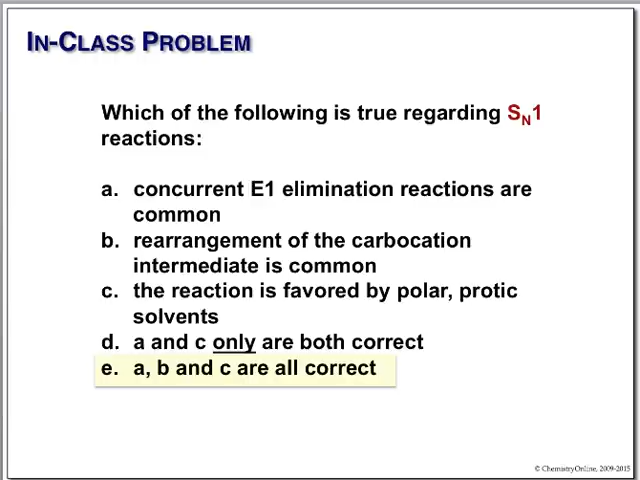 IN-CLASS PROBLEM
Which of the following is true regarding SN1
reactions:
a. concurrent E1 elimination reactions are
common
b. rearrangement of the carbocation
intermediate is common
c. the reaction is favored by polar, protic
solvents
d. a and c only are both correct
e. a, b and c are all correct
© ChemistryOnline, 2009-2015